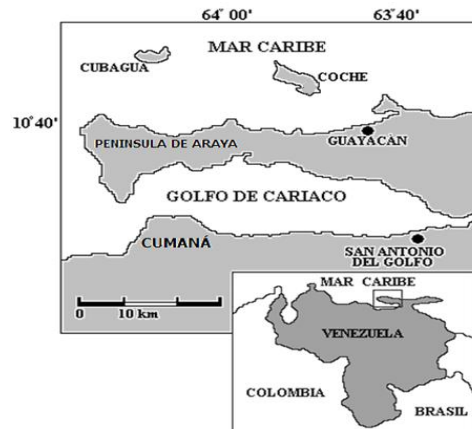 64° 00'
63° 40'
MAR CARIBE
CUBAGUA
COCHE
10° 40'
PENINSULA DE ARAYA
GUAYACÁN
GOLFO DE CARIACO
CUMANÁ
SAN ANTONIO
DEL GOLFO
0 10 km
MAR CARIBE
VENEZUELA
COLOMBIA
BRASIL